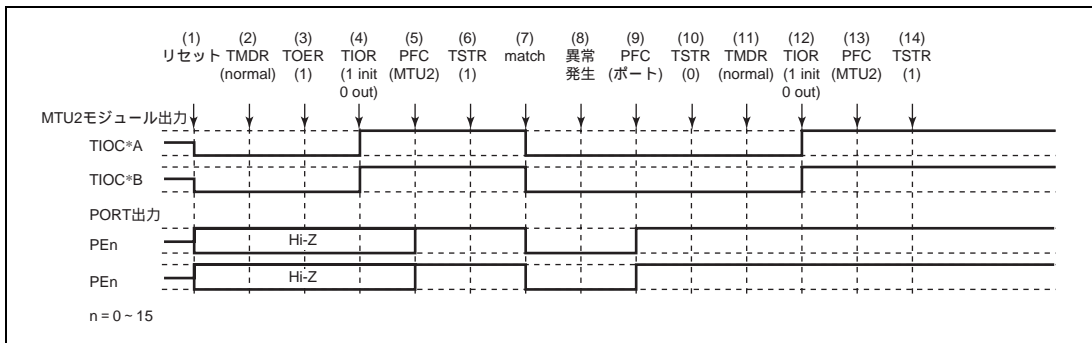 (1) (2) (3) (4) (5) (6) (7) (8) (9) (10) (11) (12) (13) (14)
リセット TMDR TOER TIOR PFC TSTR match 異常 PFC TSTR TMDR TIOR PFC TSTR
(normal) (1) (1 init (MTU2) (1) 発生 (ポート) (0) (normal) (1 init (MTU2) (1)
0 out) 0 out)
MTU2モジュール出力
TIOC*A
TIOC*B
PORT出力
PEn Hi-Z
PEn Hi-Z
n = 0 ~ 15